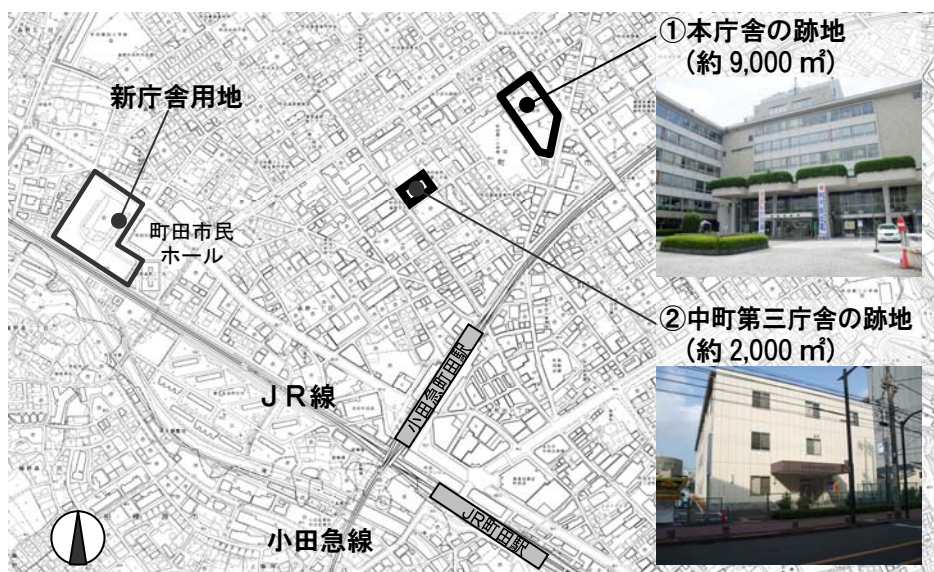 ①本庁舎の跡地
(約 9,000 ㎡)
新庁舎用地
町田市民
ホール
②中町第三庁舎の跡地
(約 2,000 ㎡)
小田急町田駅
JR線
JR町田駅
小田急線